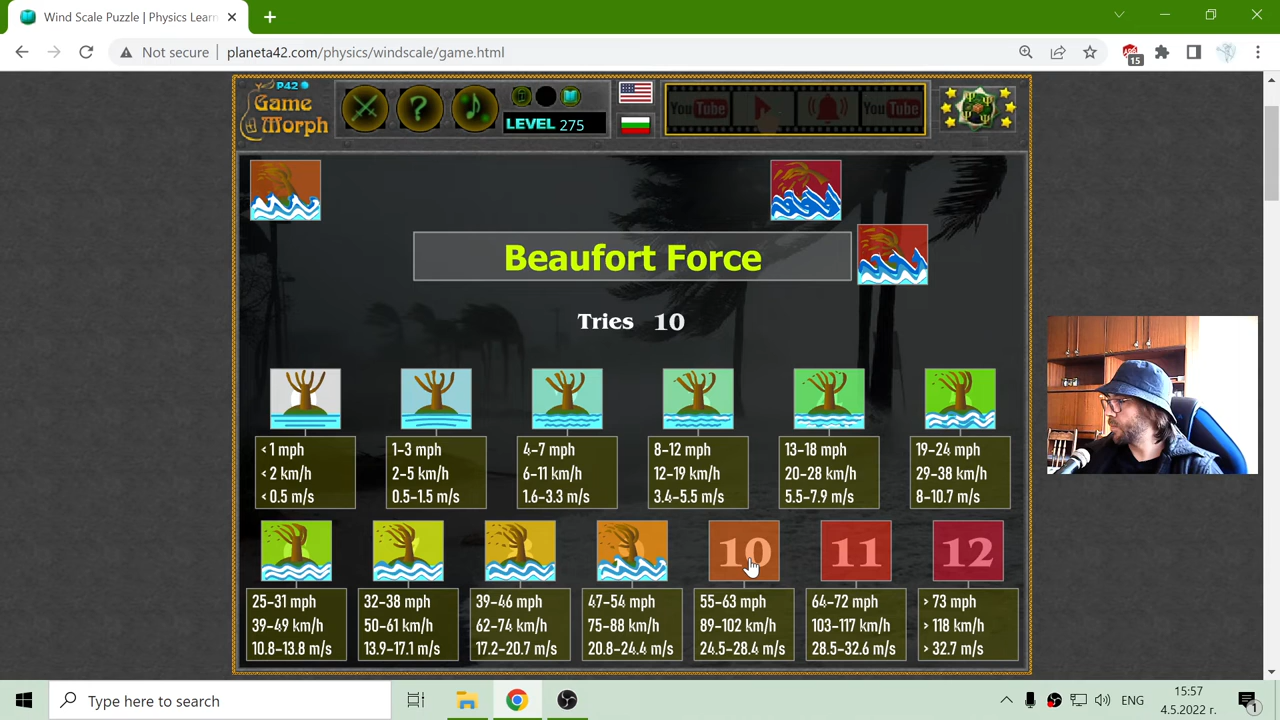 Wind Scale Puzzle | Physics Learn
Not secure
planeta42.com/physics/windscale/game.html
15
P42
Game
Morph
LEVEL 275
YouTube
YouTube
Beaufort Force
Tries 10
< 1 mph
< 2 km/h
< 0.5 m/s
1-3 mph
2-5 km/h
0.5-1.5 m/s
4-7 mph
6-11 km/h
1.6-3.3 m/s
8-12 mph
12-19 km/h
3.4-5.5 m/s
13-18 mph
20-28 km/h
5.5-7.9 m/s
19-24 mph
29-38 km/h
8-10.7 m/s
10
11
12
25-31 mph
39-49 km/h
10.8-13.8 m/s
32-38 mph
50-61 km/h
13.9-17.1 m/s
39-46 mph
62-74 km/h
17.2-20.7 m/s
47-54 mph
75-88 km/h
20.8-24.4 m/s
55-63 mph
89-102 km/h
24.5-28.4 m/s
64-72 mph
103-117 km/h
28.5-32.6 m/s
> 73 mph
> 118 km/h
> 32.7 m/s
Type here to search
ЕНГ
15:57
4.5.2022 г.
1